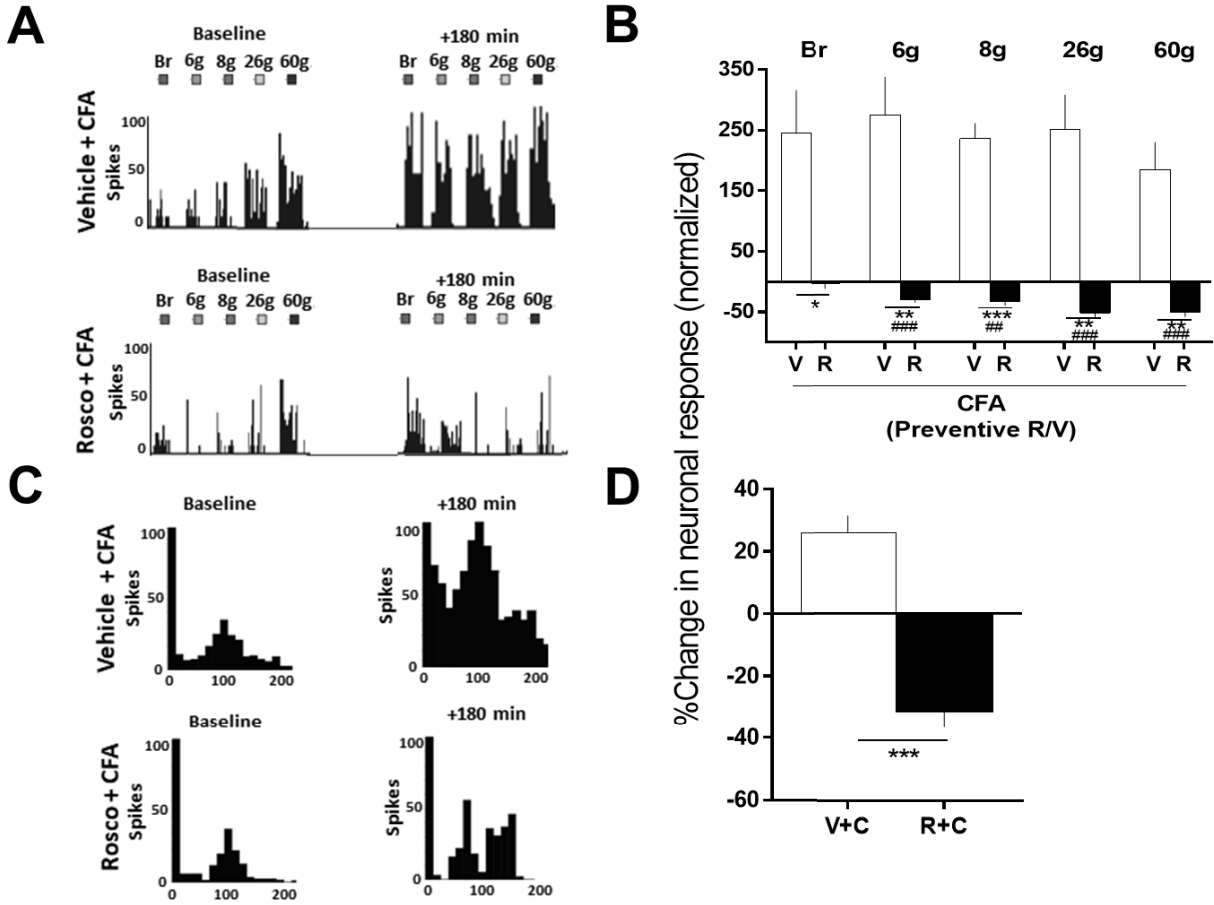 A
Baseline
+180 min
Br 6g 8g 26g 60g
Br 6g 8g 26g 60g
Vehicle + CFA
Spikes
100
50
0
Baseline
+180 min
Br 6g 8g 26g 60g
Br 6g 8g 26g 60g
Rosco + CFA
Spikes
100
50
0
B
Br 6g 8g 26g 60g
350
250
150
50
-50
* ** *** ** **
### ## ### ###
V R V R V R V R V R
CFA
(Preventive R/V)
%Change in neuronal response (normalized)
C
Baseline
+180 min
Vehicle + CFA
Spikes
100
50
0
0 100 200
Spikes
100
50
0
0 100 200
Baseline
+180 min
Rosco + CFA
Spikes
100
50
0
0 100 200
Spikes
100
50
0
0 100 200
D
40
20
0
-20
-40
-60
***
V+C R+C